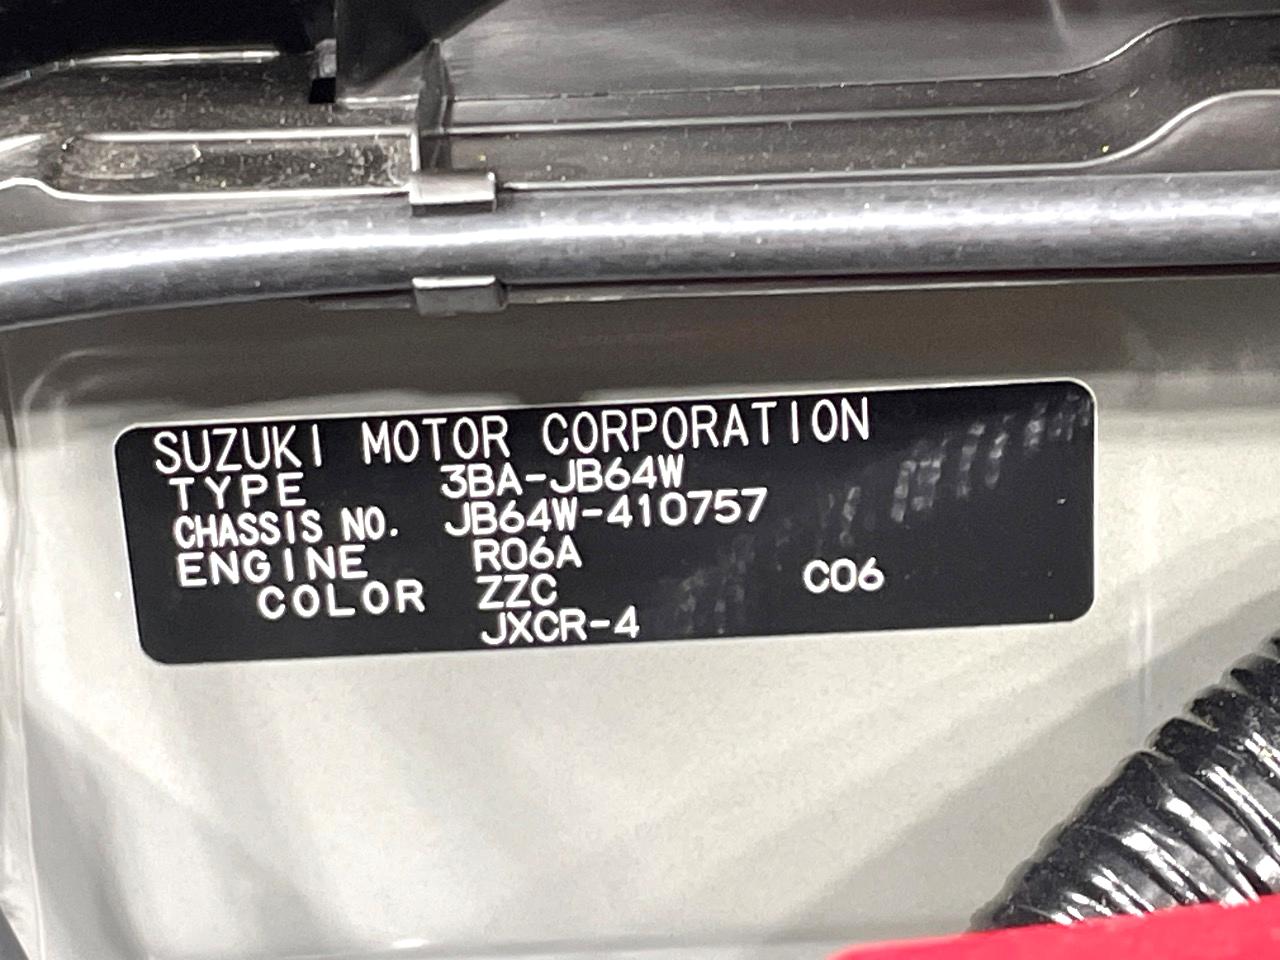 SUZUKI MOTOR CORPORATION
TYPE 3BA-JB64W
CHASSIS NO. JB64W-410757
ENGINE R06A
COLOR ZZC C06
JXCR-4